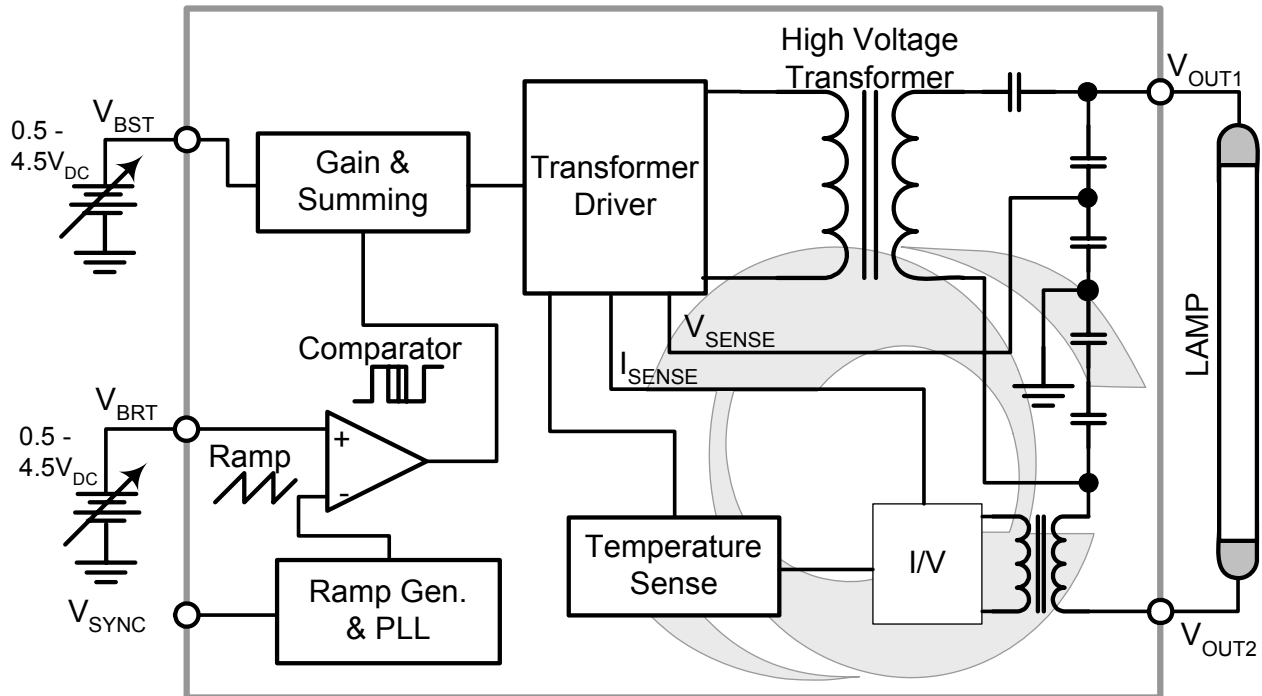 High Voltage
Transformer
V_OUT1
V_BST
0.5 -
4.5V_DC
Gain &
Summing
Transformer
Driver
V_SENSE
I_SENSE
Comparator
V_BRT
0.5 -
4.5V_DC
Ramp
+
-
LAMP
Temperature
Sense
I/V
Ramp Gen.
& PLL
V_SYNC
V_OUT2